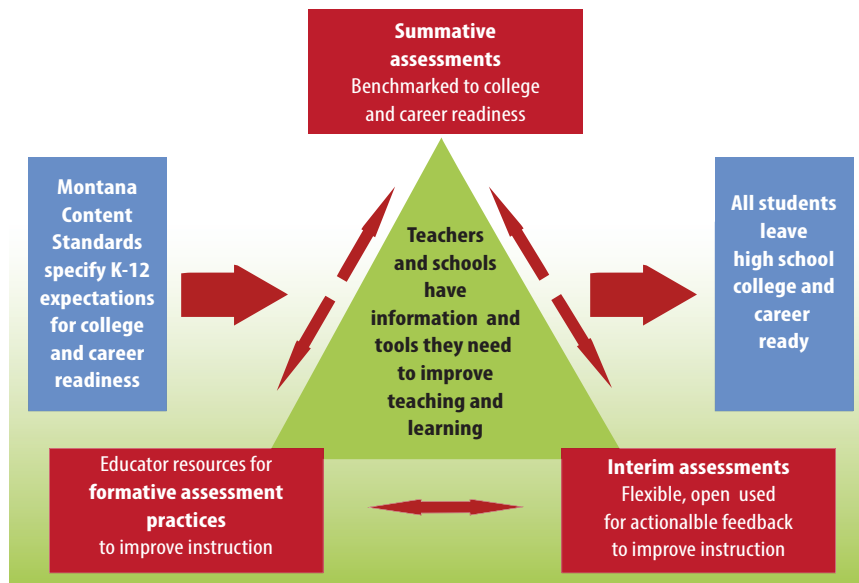 Summative
assessments
Benchmarked to college
and career readiness
Montana
Content
Standards
specify K-12
expectations
for college
and career
readiness
Teachers
and schools
have
information and
tools they need
to improve
teaching and
learning
All students
leave
high school
college and
career
ready
Educator resources for
formative assessment
practices
to improve instruction
Interim assessments
Flexible, open used
for actionalble feedback
to improve instruction